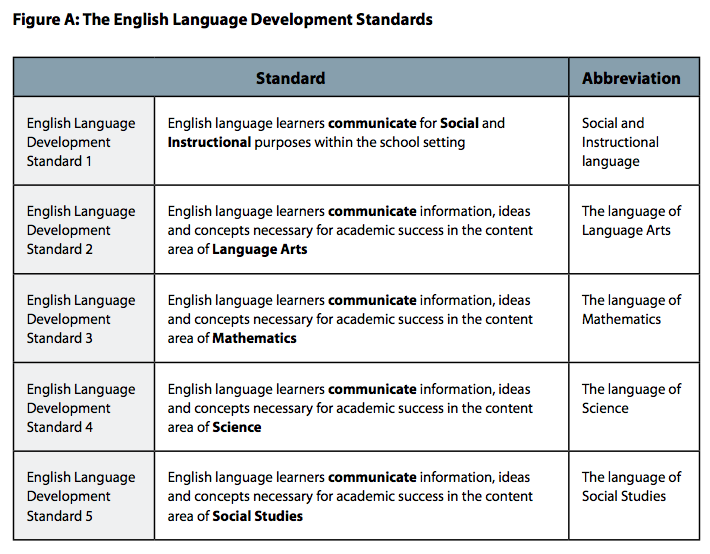 Figure A: The English Language Development Standards
Standard
Abbreviation
English Language
Development
Standard 1
English language learners communicate for Social and
Instructional purposes within the school setting
Social and
Instructional
language
English Language
Development
Standard 2
English language learners communicate information, ideas
and concepts necessary for academic success in the content
area of Language Arts
The language of
Language Arts
English Language
Development
Standard 3
English language learners communicate information, ideas
and concepts necessary for academic success in the content
area of Mathematics
The language of
Mathematics
English Language
Development
Standard 4
English language learners communicate information, ideas
and concepts necessary for academic success in the content
area of Science
The language of
Science
English Language
Development
Standard 5
English language learners communicate information, ideas
and concepts necessary for academic success in the content
area of Social Studies
The language of
Social Studies